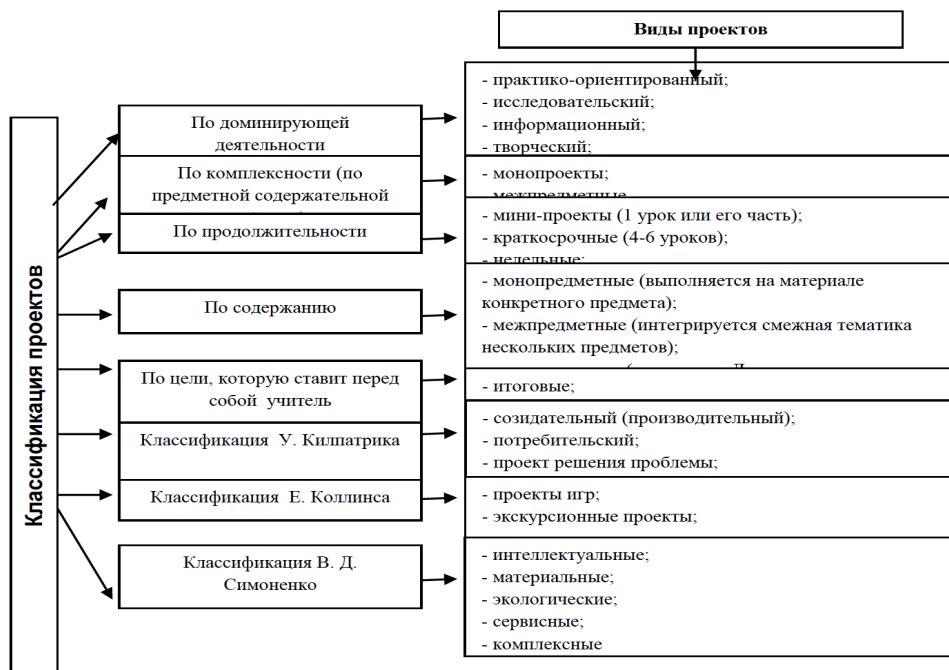 Виды проектов
Классификация проектов
По доминирующей
деятельности
- практико-ориентированный;
- исследовательский;
- информационный;
- творческий;
По комплексности (по
предметной содержательной
- монопроекты;
- межпредметные
По продолжительности
- мини-проекты (1 урок или его часть);
- краткосрочные (4-6 уроков);
- недельные;
По содержанию
- монопредметные (выполняется на материале
конкретного предмета);
- межпредметные (интегрируется смежная тематика
нескольких предметов);
По цели, которую ставит перед
собой учитель
- итоговые;
Классификация У. Килпатрика
- созидательный (производительный);
- потребительский;
- проект решения проблемы;
Классификация Е. Коллинса
- проекты игр;
- экскурсионные проекты;
Классификация В. Д.
Симоненко
- интеллектуальные;
- материальные;
- экологические;
- сервисные;
- комплексные